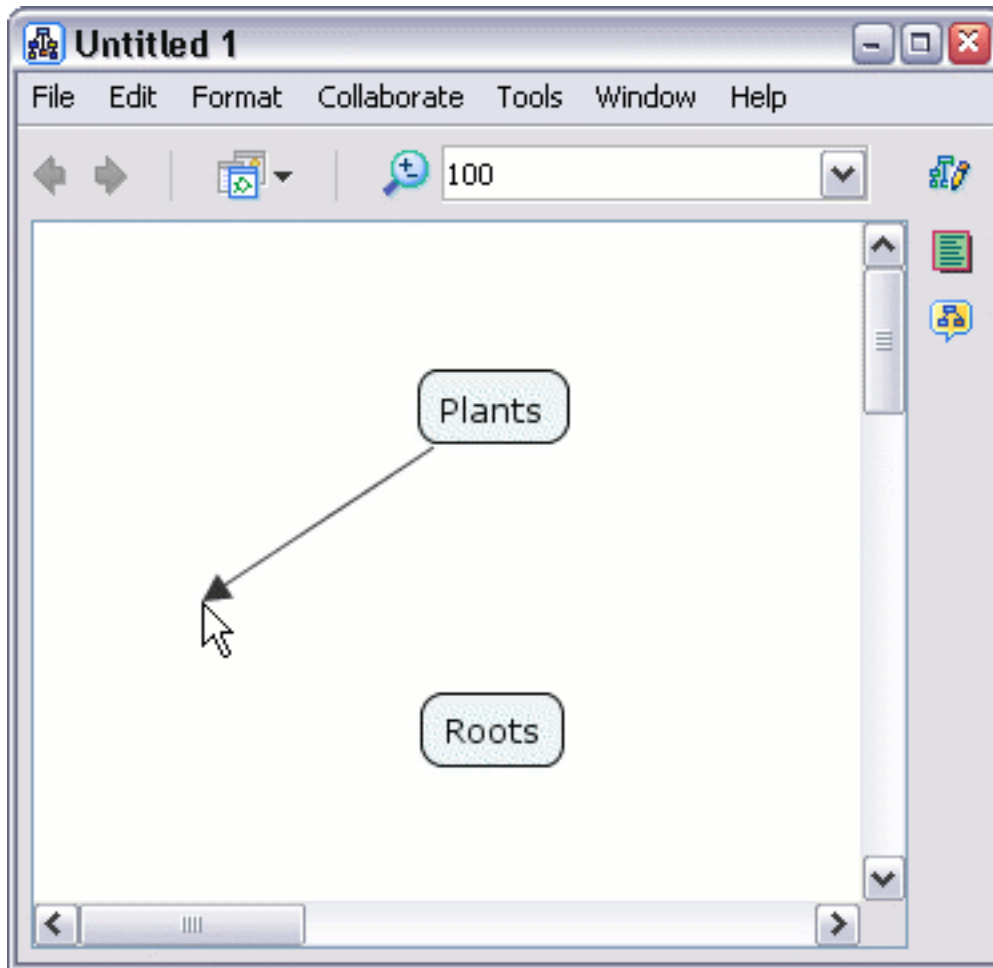 Untitled 1
File Edit Format Collaborate Tools Window Help
100
Plants
Roots